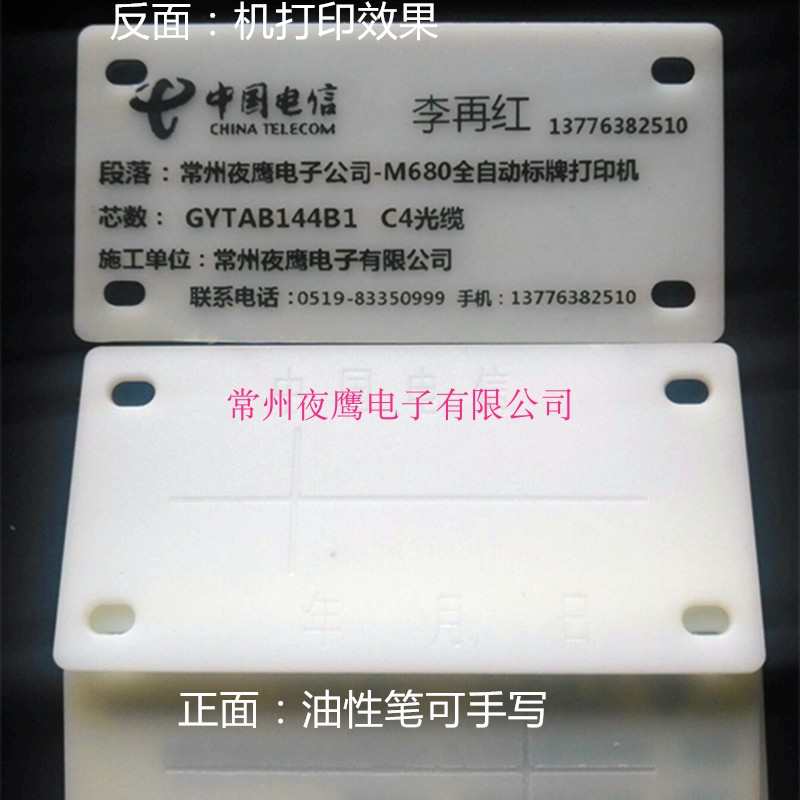 反面：机打印效果
中国电信
CHINA TELECOM
李再红 13776382510
段落：常州夜鹰电子公司-M680全自动标牌打印机
芯数： GYTAB144B1 C4光缆
施工单位：常州夜鹰电子有限公司
联系电话：0519-83350999 手机：13776382510
中国电信
常州夜鹰电子有限公司
年 月 日
正面：油性笔可手写